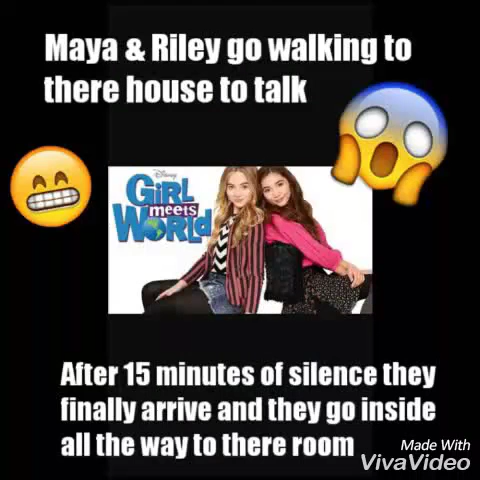 Maya & Riley go walking to
there house to talk
Disney
GIRL
meets
WORLD
After 15 minutes of silence they
finally arrive and they go inside
all the way to there room
Made With
VivaVideo